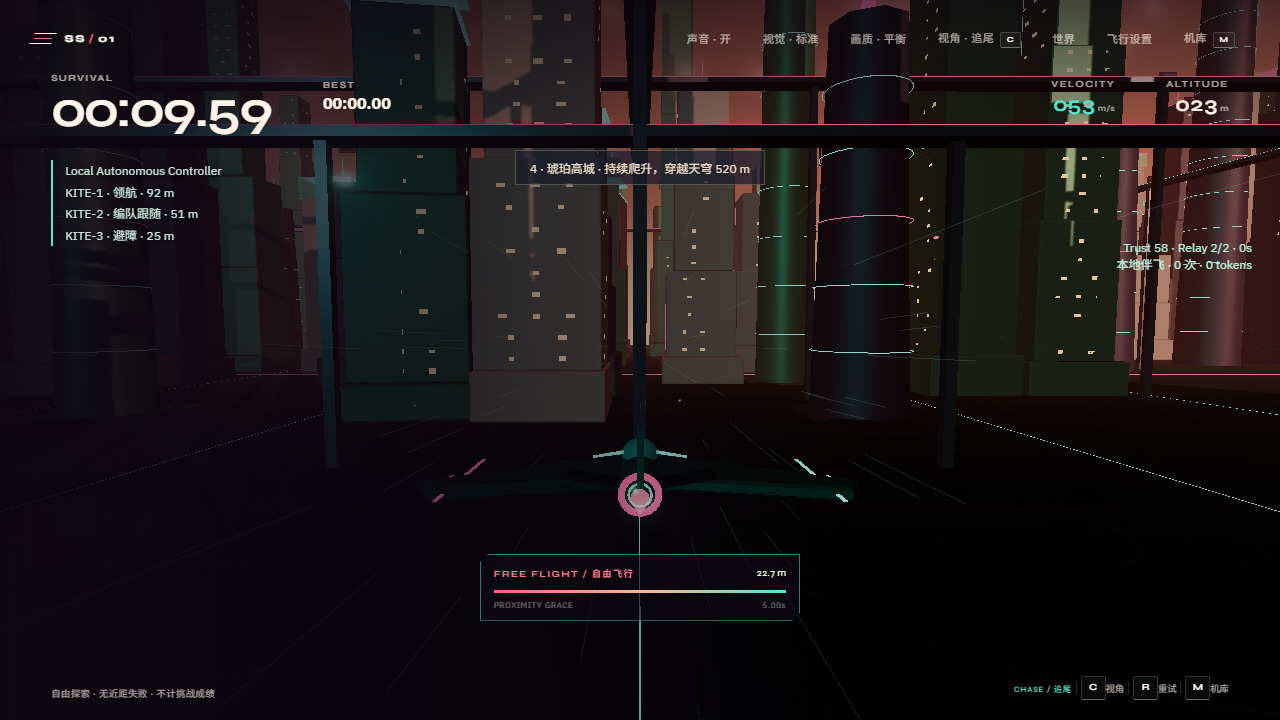 SS / 01
声音 · 开 视觉 · 标准 画质 · 平衡 视角 · 追尾 C 世界 飞行设置 机库 M
SURVIVAL
00:09.59
BEST
00:00.00
VELOCITY
053 m/s
ALTITUDE
023 m
4 · 琥珀高城 · 持续爬升，穿越天穹 520 m
Local Autonomous Controller
KITE-1 · 领航 · 92 m
KITE-2 · 编队跟随 · 51 m
KITE-3 · 避障 · 25 m
Trust 58 · Relay 2/2 · 0s
本地伴飞 · 0 次 · 0 tokens
FREE FLIGHT / 自由飞行 22.7 m
PROXIMITY GRACE 5.00s
自由探索 · 无近距失败 · 不计挑战成绩
CHASE / 追尾 C 视角 R 重试 M 机库